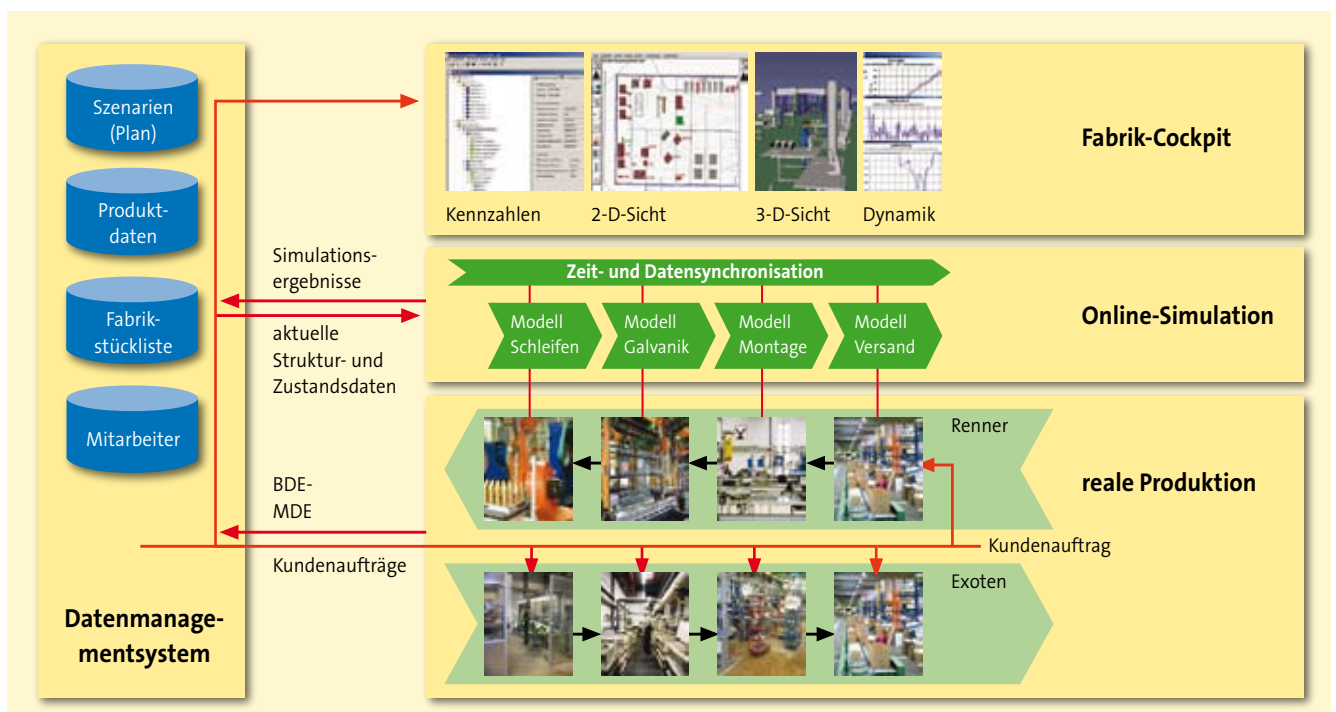 Szenarien
(Plan)
Produkt-
daten
Fabrik-
stückliste
Mitarbeiter
Datenmanage-
mentsystem
Simulations-
ergebnisse
aktuelle
Struktur- und
Zustandsdaten
BDE-
MDE
Kundenaufträge
Kennzahlen
2-D-Sicht
3-D-Sicht
Dynamik
Fabrik-Cockpit
Zeit- und Datensynchronisation
Modell
Schleifen
Modell
Galvanik
Modell
Montage
Modell
Versand
Online-Simulation
Renner
reale Produktion
Kundenauftrag
Exoten